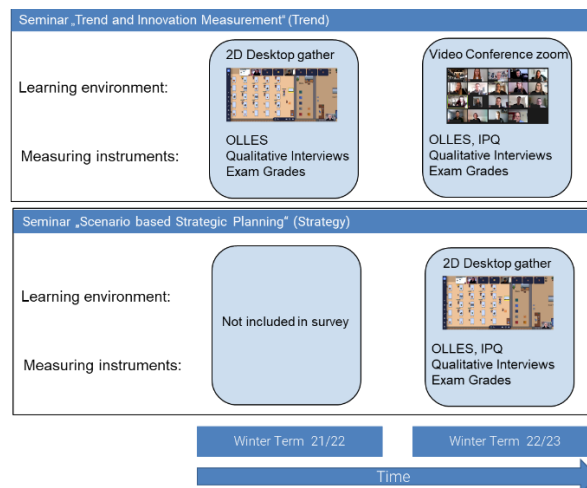 Seminar „Trend and Innovation Measurement" (Trend)
2D Desktop gather
Video Conference zoom
Learning environment:
Measuring instruments:
OLLES
Qualitative Interviews
Exam Grades
OLLES, IPQ
Qualitative Interviews
Exam Grades
Seminar „Scenario based Strategic Planning" (Strategy)
2D Desktop gather
Learning environment:
Not included in survey
Measuring instruments:
OLLES, IPQ
Qualitative Interviews
Exam Grades
Winter Term 21/22
Winter Term 22/23
Time